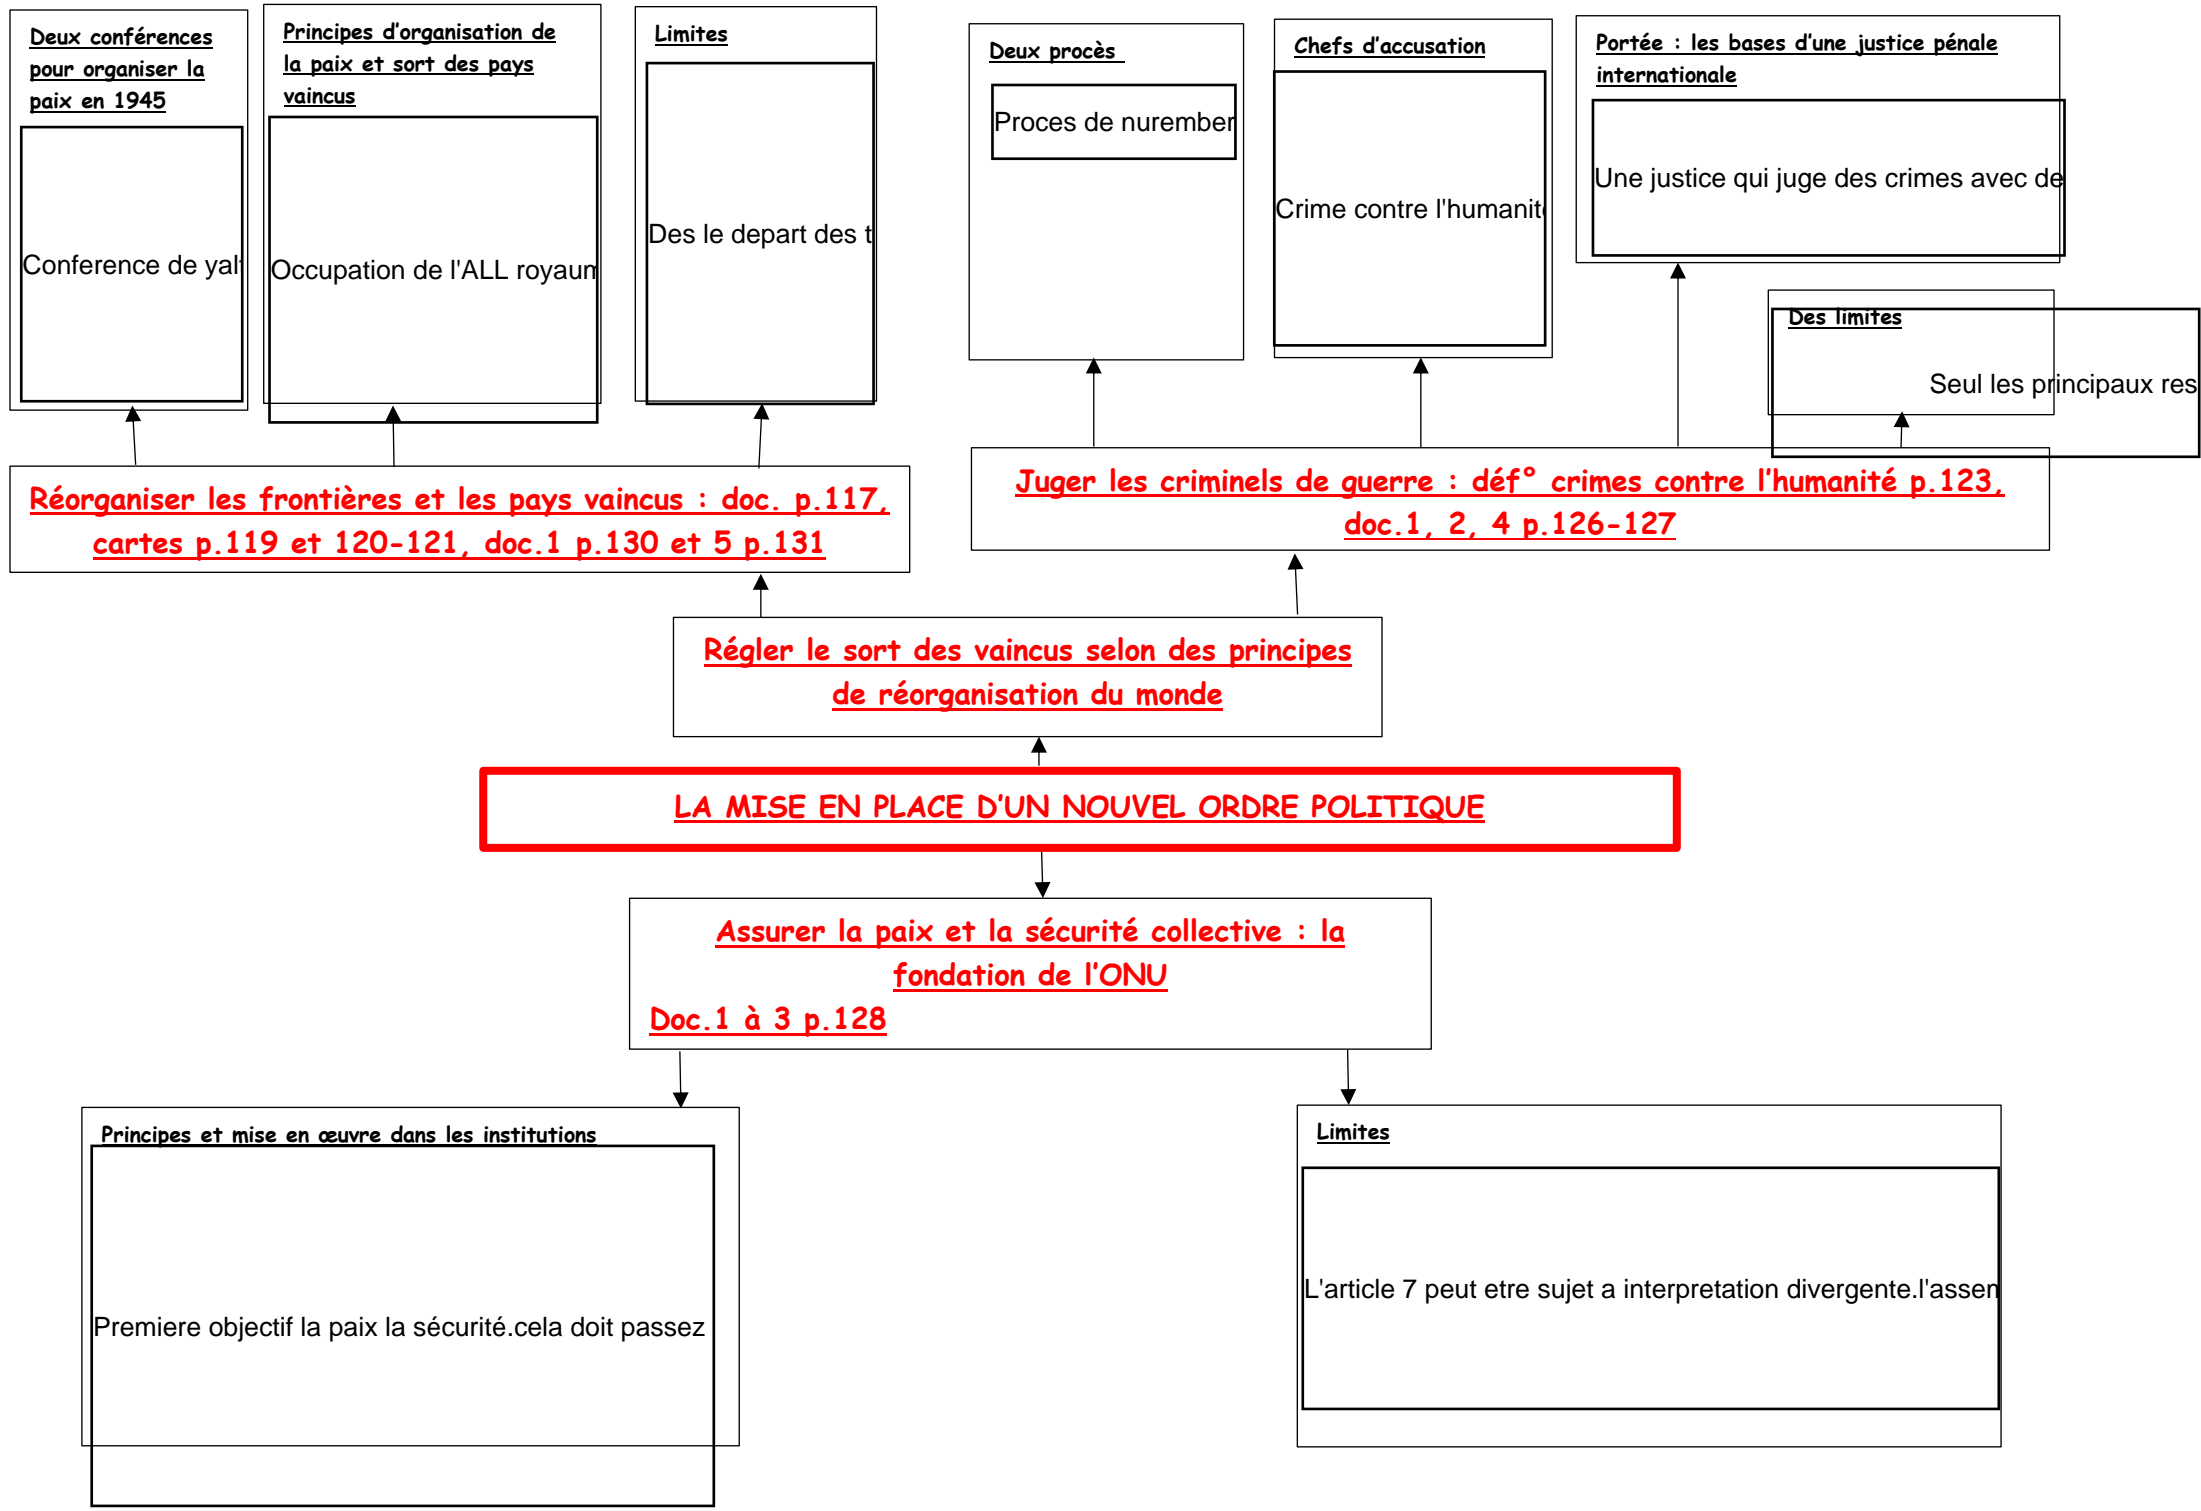 Deux conférences
pour organiser la
paix en 1945
Conference de yal
Principes d'organisation de
la paix et sort des pays
vaincus
Occupation de l'ALL royaum
Limites
Des le depart des t
Deux procès
Proces de nurember
Chefs d'accusation
Crime contre l'humanité
Portée : les bases d'une justice pénale
internationale
Une justice qui juge des crimes avec de
Des limites
Seul les principaux res
Réorganiser les frontières et les pays vaincus : doc. p.117,
cartes p.119 et 120-121, doc.1 p.130 et 5 p.131
Juger les criminels de guerre : déf° crimes contre l'humanité p.123,
doc.1, 2, 4 p.126-127
Régler le sort des vaincus selon des principes
de réorganisation du monde
LA MISE EN PLACE D'UN NOUVEL ORDRE POLITIQUE
Assurer la paix et la sécurité collective : la
fondation de l'ONU
Doc.1 à 3 p.128
Principes et mise en œuvre dans les institutions
Premiere objectif la paix la sécurité.cela doit passez
Limites
L'article 7 peut etre sujet a interpretation divergente.l'assem